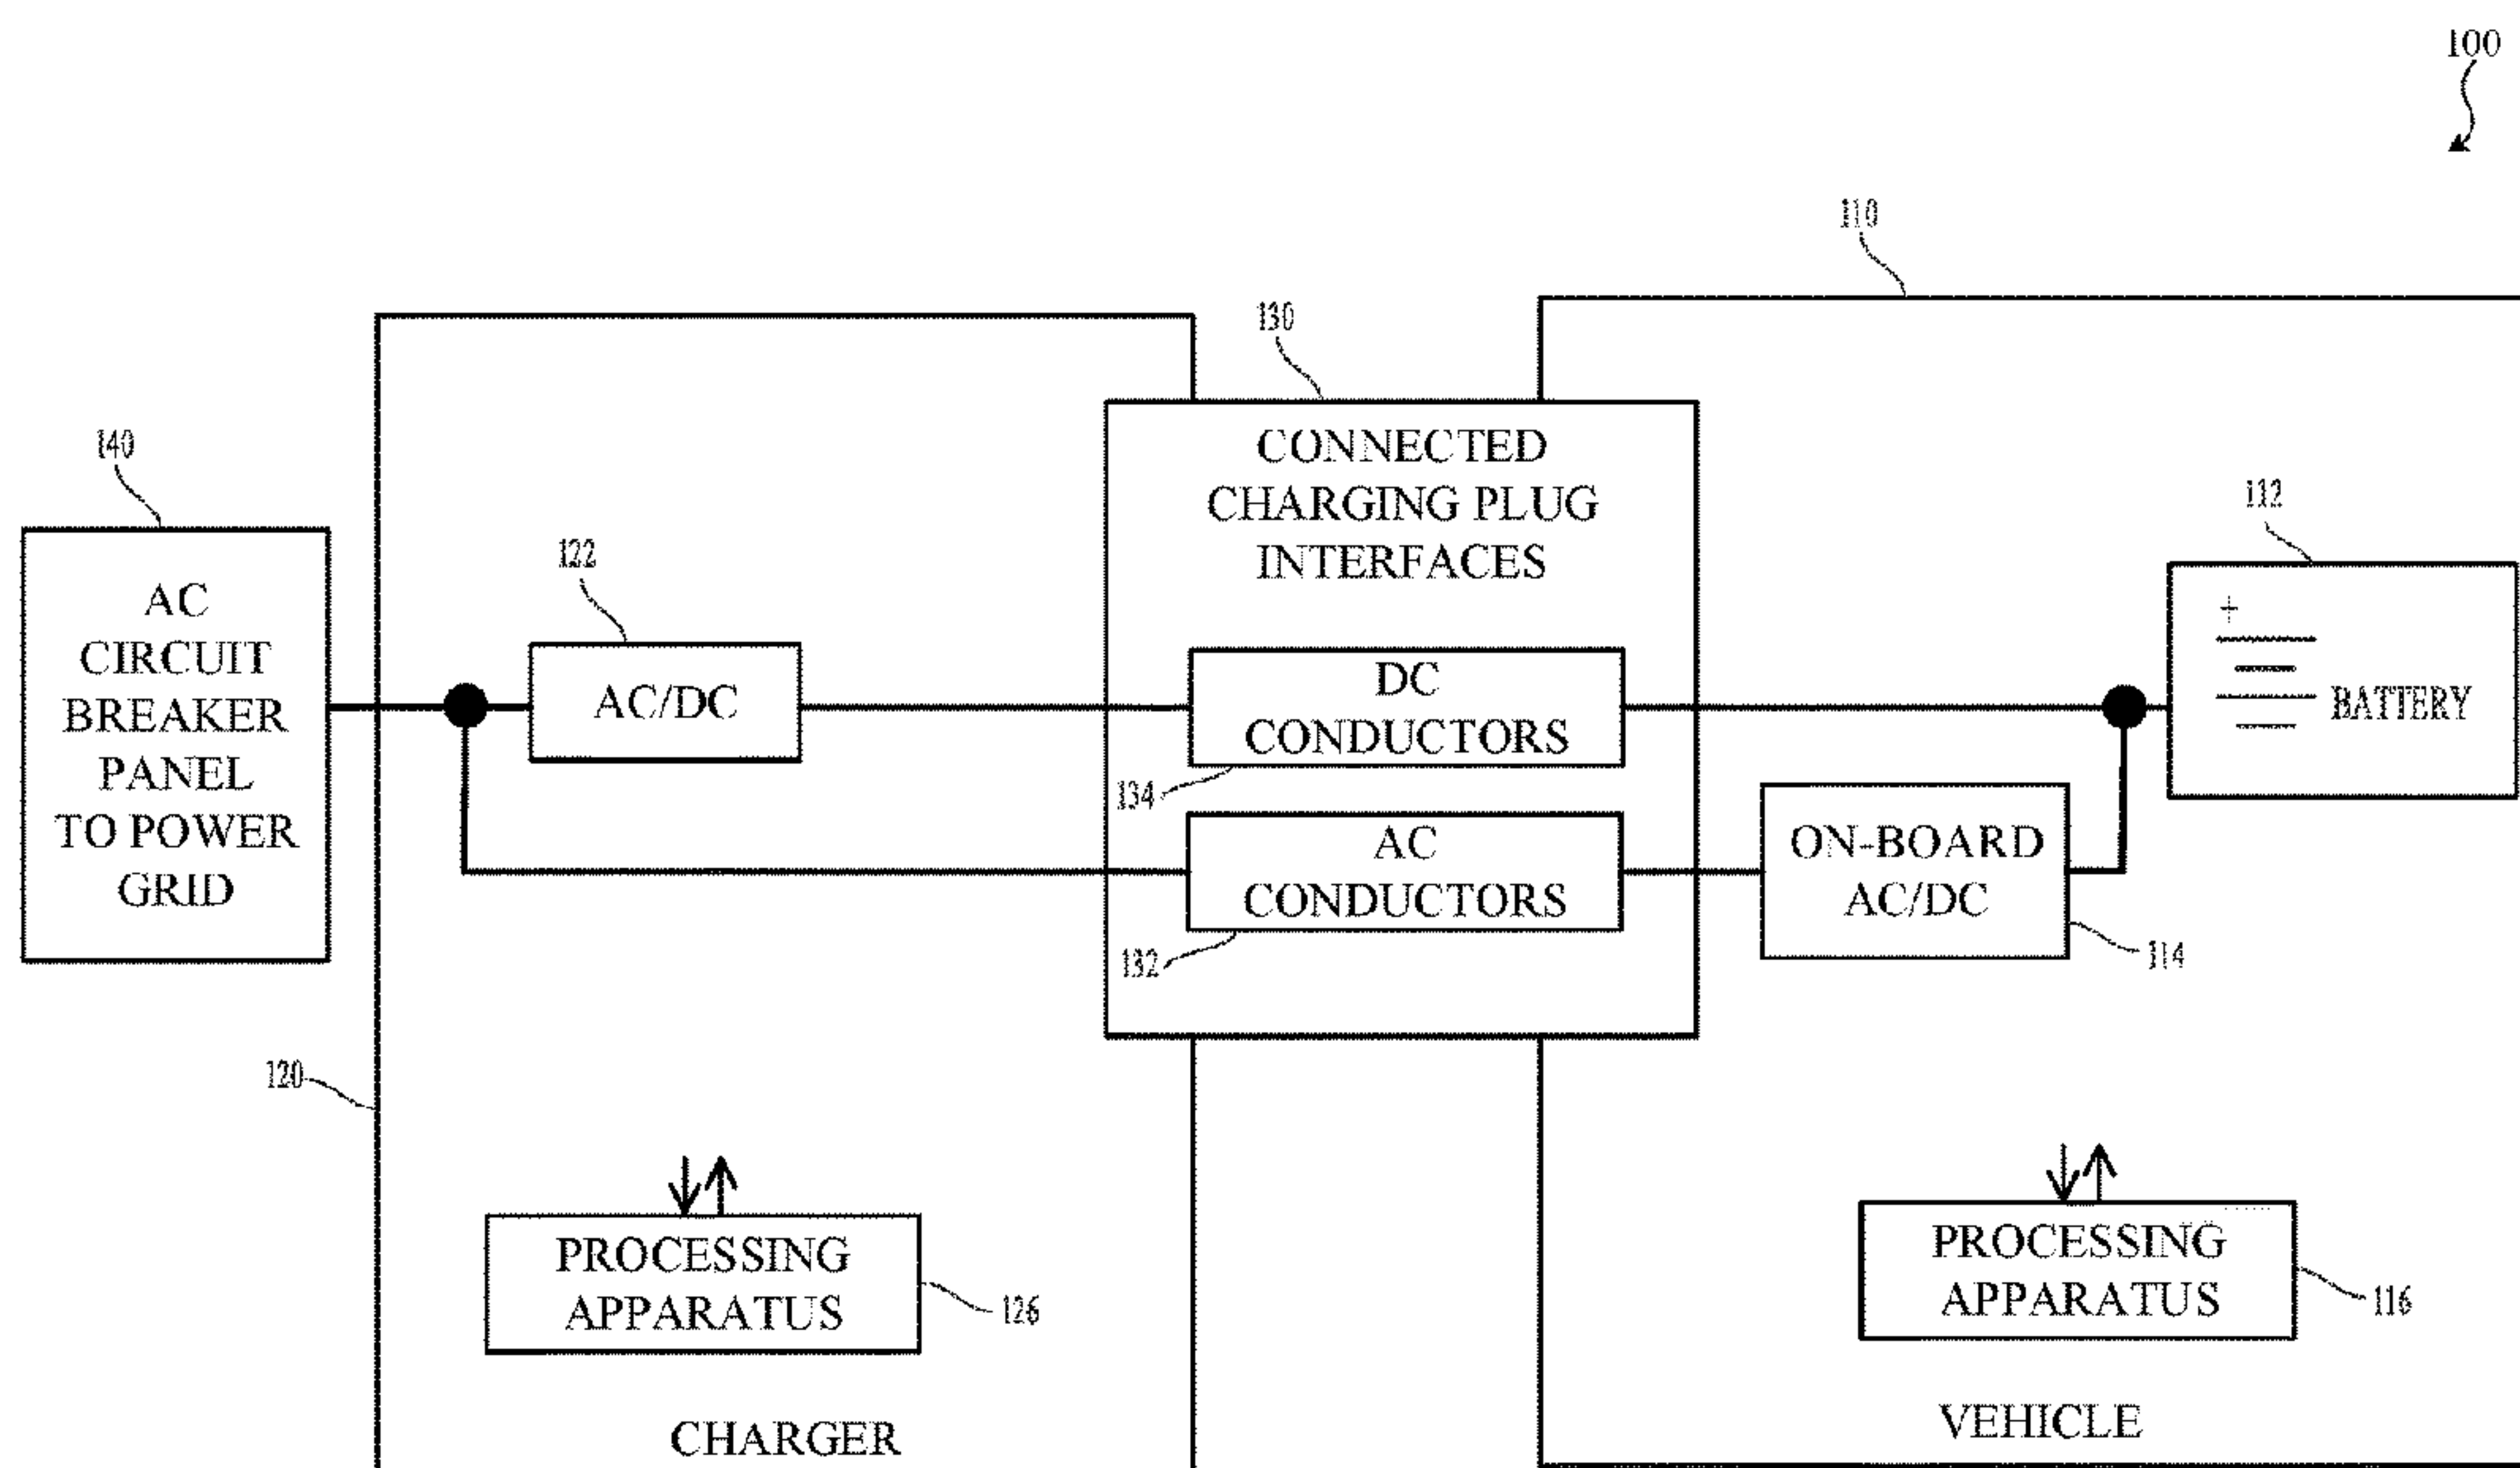 100
110
130
140
CONNECTED
CHARGING PLUG
INTERFACES
112
122
AC
CIRCUIT
BREAKER
PANEL
TO POWER
GRID
AC/DC
DC
CONDUCTORS
+
BATTERY
134
AC
CONDUCTORS
ON-BOARD
AC/DC
132
114
120
PROCESSING
APPARATUS
126
PROCESSING
APPARATUS
116
CHARGER
VEHICLE